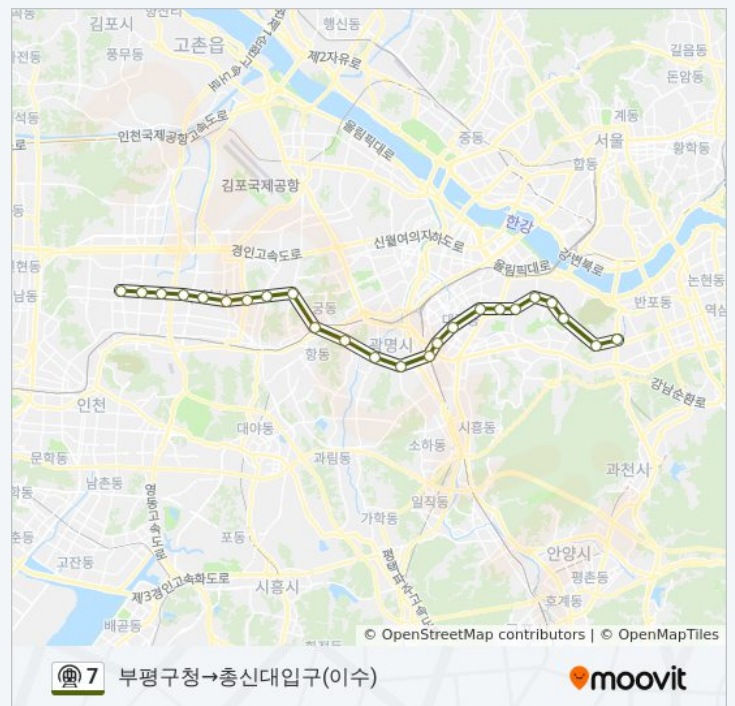 김포시
고촌읍
행신동
제2자유로
풍무동
길음동
돈암동
인천국제공항고속도로
올림픽대로
중동
계동
서울
황학동
합동
김포국제공항
한강
경인고속도로
신월여의지하도로
강변북로
올림픽대로
논현동
반포동
역삼
궁동
광명시
항동
강남순환로
인천
대야동
시흥동
문학동
과림동
소하동
과천시
남촌동
영동고속도로
일직동
가학동
포동
고잔동
안양시
제3경인고속화도로
시흥시
평촌동
호계동
배곧동
© OpenStreetMap contributors | © OpenMapTiles
7 부평구청→총신대입구(이수)
moovit